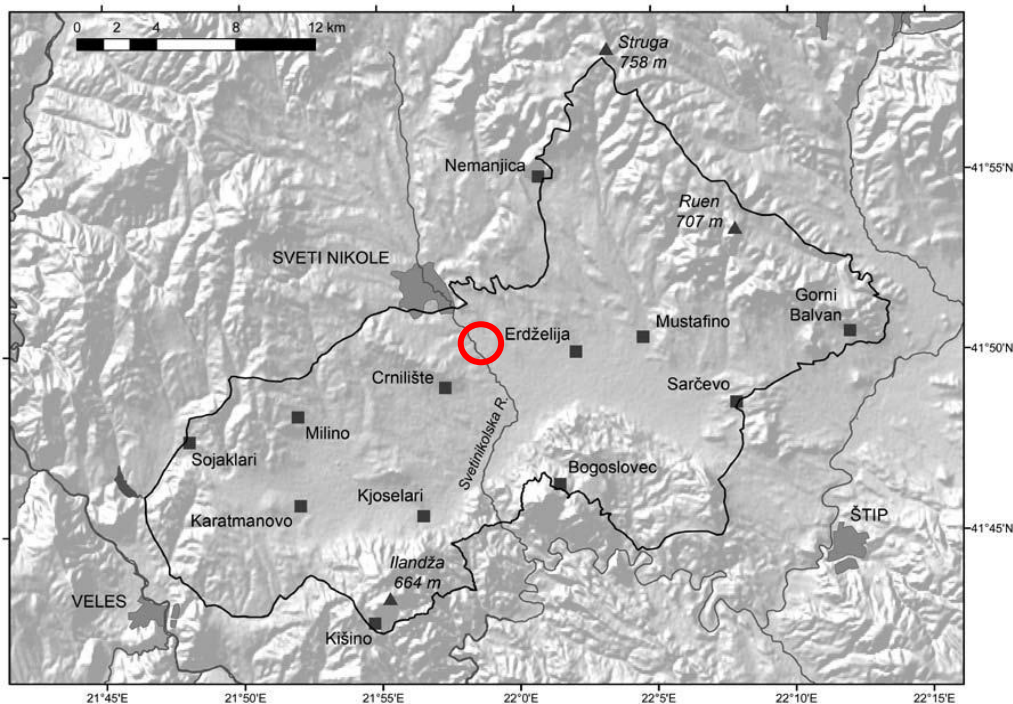 0 2 4 8 12 km
Struga
758 m
Nemanjica
41°55'N
Ruen
707 m
SVETI NIKOLE
Gorni
Balvan
Mustafino
Erdželija
41°50'N
Crnilište
Sarčevo
Svetinikolska R.
Milino
Sojaklari
Bogoslovec
Kjoselari
Karatmanovo
ŠTIP
41°45'N
Ilandža
664 m
VELES
Kišino
21°45'E 21°50'E 21°55'E 22°0'E 22°5'E 22°10'E 22°15'E